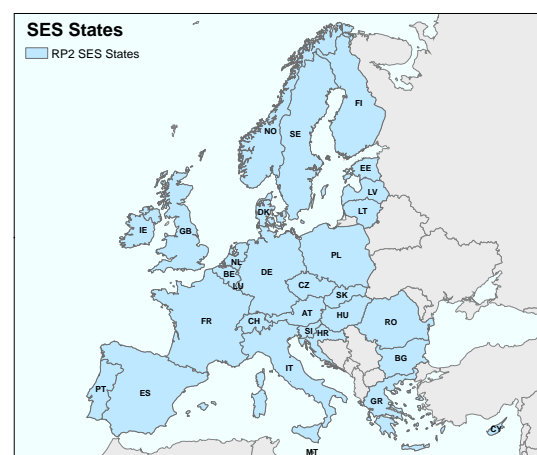 SES States
RP2 SES States
FI
NO
SE
EE
LV
LT
DK
IE
GB
NL
BE
LU
DE
PL
CZ
SK
FR
CH
AT
HU
SI
HR
RO
IT
BG
PT
ES
GR
CY
MT